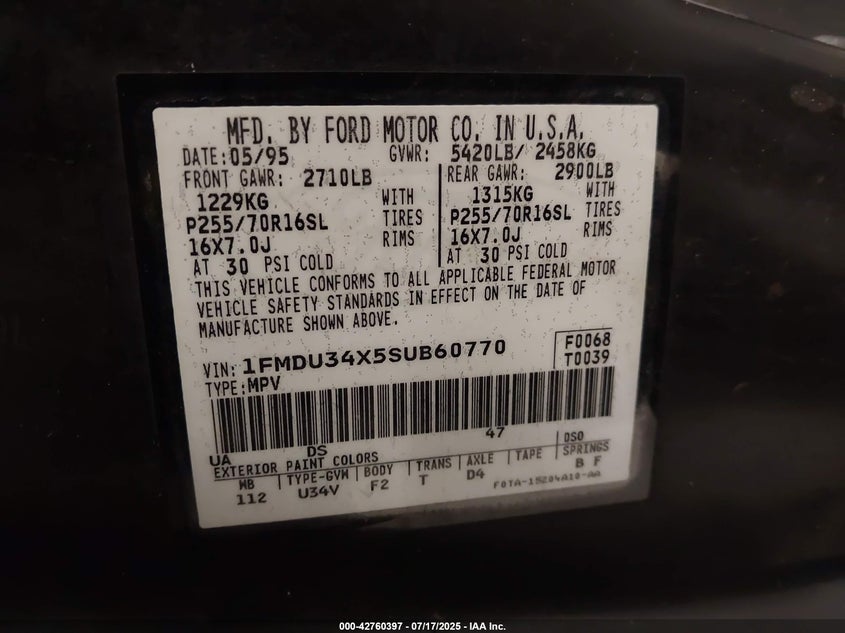 MFD. BY FORD MOTOR CO. IN U.S.A.
DATE: 05/95 GVWR: 5420LB/ 2458KG
FRONT GAWR: 2710LB REAR GAWR: 2900LB
1229KG WITH 1315KG WITH
P255/70R16SL TIRES P255/70R16SL TIRES
16X7.0J RIMS 16X7.0J RIMS
AT 30 PSI COLD AT 30 PSI COLD
THIS VEHICLE CONFORMS TO ALL APPLICABLE FEDERAL MOTOR
VEHICLE SAFETY STANDARDS IN EFFECT ON THE DATE OF
MANUFACTURE SHOWN ABOVE.
VIN: 1FMDU34X5SUB60770 F0068
TYPE: MPV T0039
UA DS 47 DSO
EXTERIOR PAINT COLORS
WB TYPE-GVW BODY TRANS AXLE TAPE SPRINGS
112 U34V F2 T D4 B F
F0TA-15204A10-AA
000-42760397 - 07/17/2025 - IAA Inc.